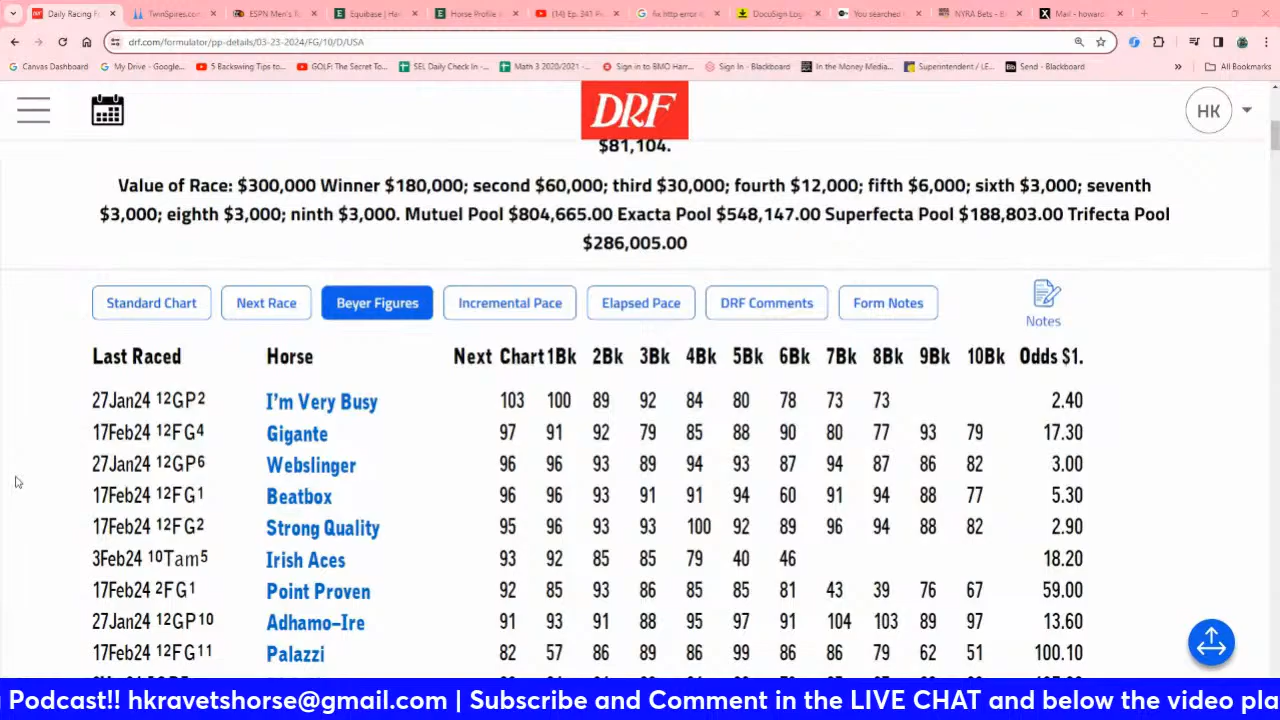 Daily Racing Fo
TwinSpires.con
ESPN Men's T
Equibase | Ha
Horse Profile
(14) Ep. 345 P
fix http error
DocuSign Log
You searched
NYRA Bets - B
Mail - howard
drf.com/formulator/pp-details/03-23-2024/FG/10/D/USA
Canvas Dashboard
My Drive - Google...
5 Backswing Tips to...
GOLF: The Secret To...
SEL Daily Check In -...
Math 3 2020/2021 -...
Sign in to BMO Harr...
Sign In - Blackboard
In the Money Media...
Superintendent / LE...
Send - Blackboard
»
All Bookmarks
DRF
HK
$81,104.
Value of Race: $300,000 Winner $180,000; second $60,000; third $30,000; fourth $12,000; fifth $6,000; sixth $3,000; seventh
$3,000; eighth $3,000; ninth $3,000. Mutuel Pool $804,665.00 Exacta Pool $548,147.00 Superfecta Pool $188,803.00 Trifecta Pool
$286,005.00
Standard Chart
Next Race
Beyer Figures
Incremental Pace
Elapsed Pace
DRF Comments
Form Notes
Notes
Last Raced Horse Next Chart 1Bk 2Bk 3Bk 4Bk 5Bk 6Bk 7Bk 8Bk 9Bk 10Bk Odds $1.
27Jan24 12GP2 I'm Very Busy 103 100 89 92 84 80 78 73 73 2.40
17Feb24 12FG4 Gigante 97 91 92 79 85 88 90 80 77 93 79 17.30
27Jan24 12GP6 Webslinger 96 96 93 89 94 93 87 94 87 86 82 3.00
17Feb24 12FG1 Beatbox 96 96 93 91 91 94 60 91 94 88 77 5.30
17Feb24 12FG2 Strong Quality 95 96 93 93 100 92 89 96 94 88 82 2.90
3Feb24 10Tam5 Irish Aces 93 92 85 85 79 40 46 18.20
17Feb24 2FG1 Point Proven 92 85 93 86 85 85 81 43 39 76 67 59.00
27Jan24 12GP10 Adhamo-Ire 91 93 91 88 95 97 91 104 103 89 97 13.60
17Feb24 12FG11 Palazzi 82 57 86 89 86 99 86 86 79 62 51 100.10
Podcast!! hkravetshorse@gmail.com | Subscribe and Comment in the LIVE CHAT and below the video pla